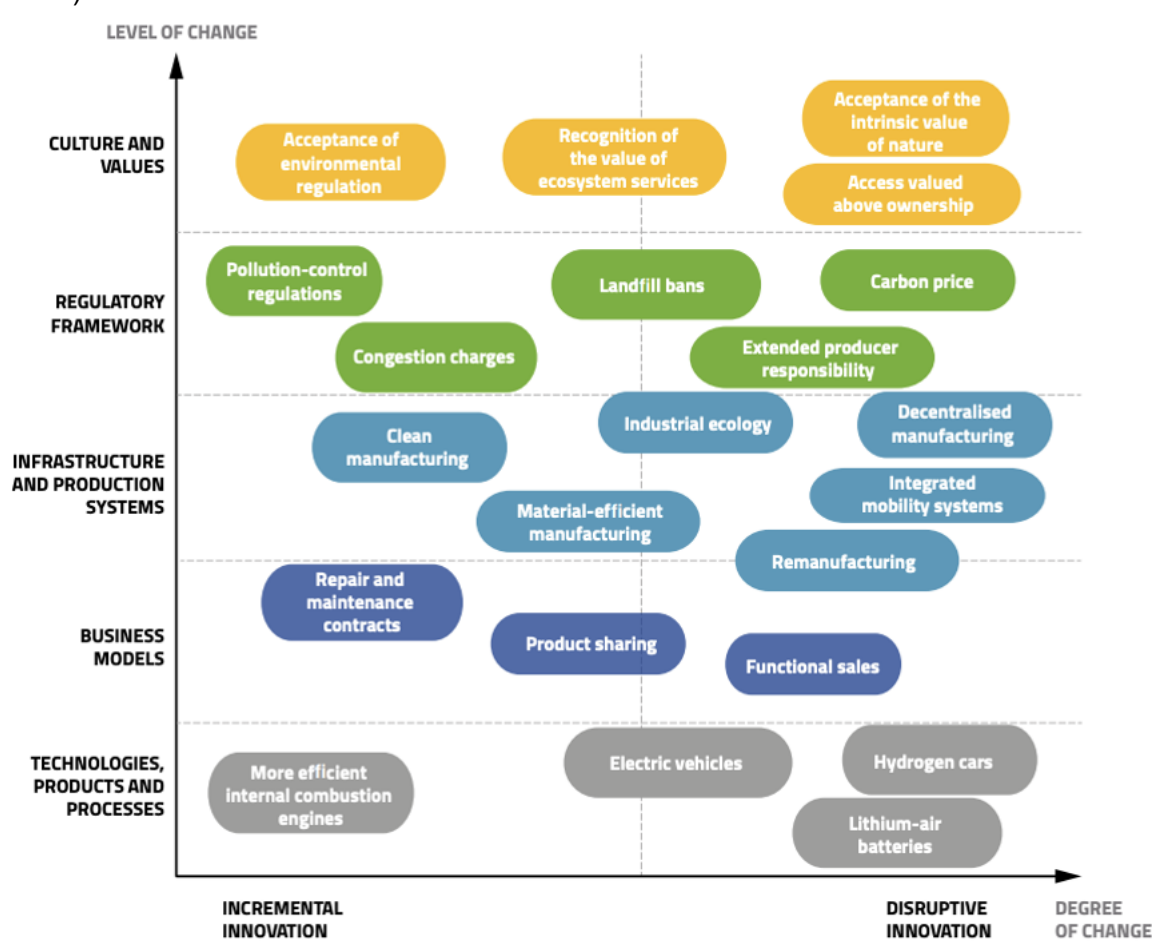 )
LEVEL OF CHANGE
CULTURE AND
VALUES
Acceptance of
environmental
regulation
Recognition of
the value of
ecosystem services
Acceptance of the
intrinsic value
of nature
Access valued
above ownership
REGULATORY
FRAMEWORK
Pollution-control
regulations
Congestion charges
Landfill bans
Carbon price
Extended producer
responsibility
INFRASTRUCTURE
AND PRODUCTION
SYSTEMS
Clean
manufacturing
Industrial ecology
Decentralised
manufacturing
Material-efficient
manufacturing
Integrated
mobility systems
Remanufacturing
BUSINESS
MODELS
Repair and
maintenance
contracts
Product sharing
Functional sales
TECHNOLOGIES,
PRODUCTS AND
PROCESSES
More efficient
internal combustion
engines
Electric vehicles
Hydrogen cars
Lithium-air
batteries
INCREMENTAL
INNOVATION
DISRUPTIVE
INNOVATION
DEGREE
OF CHANGE